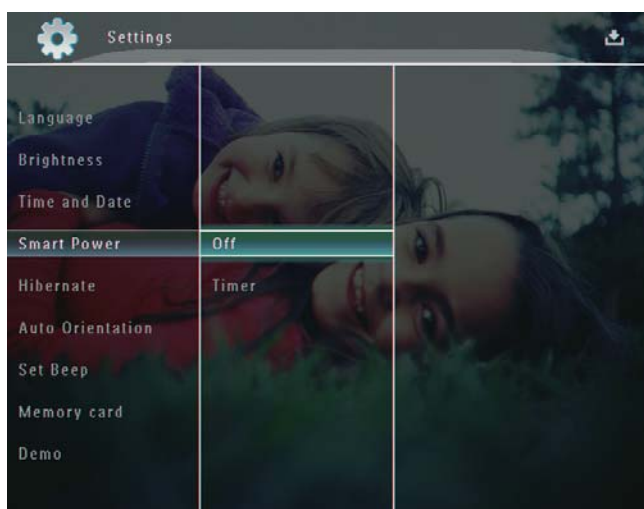 Settings
Language
Brightness
Time and Date
Smart Power
Off
Hibernate
Timer
Auto Orientation
Set Beep
Memory card
Demo